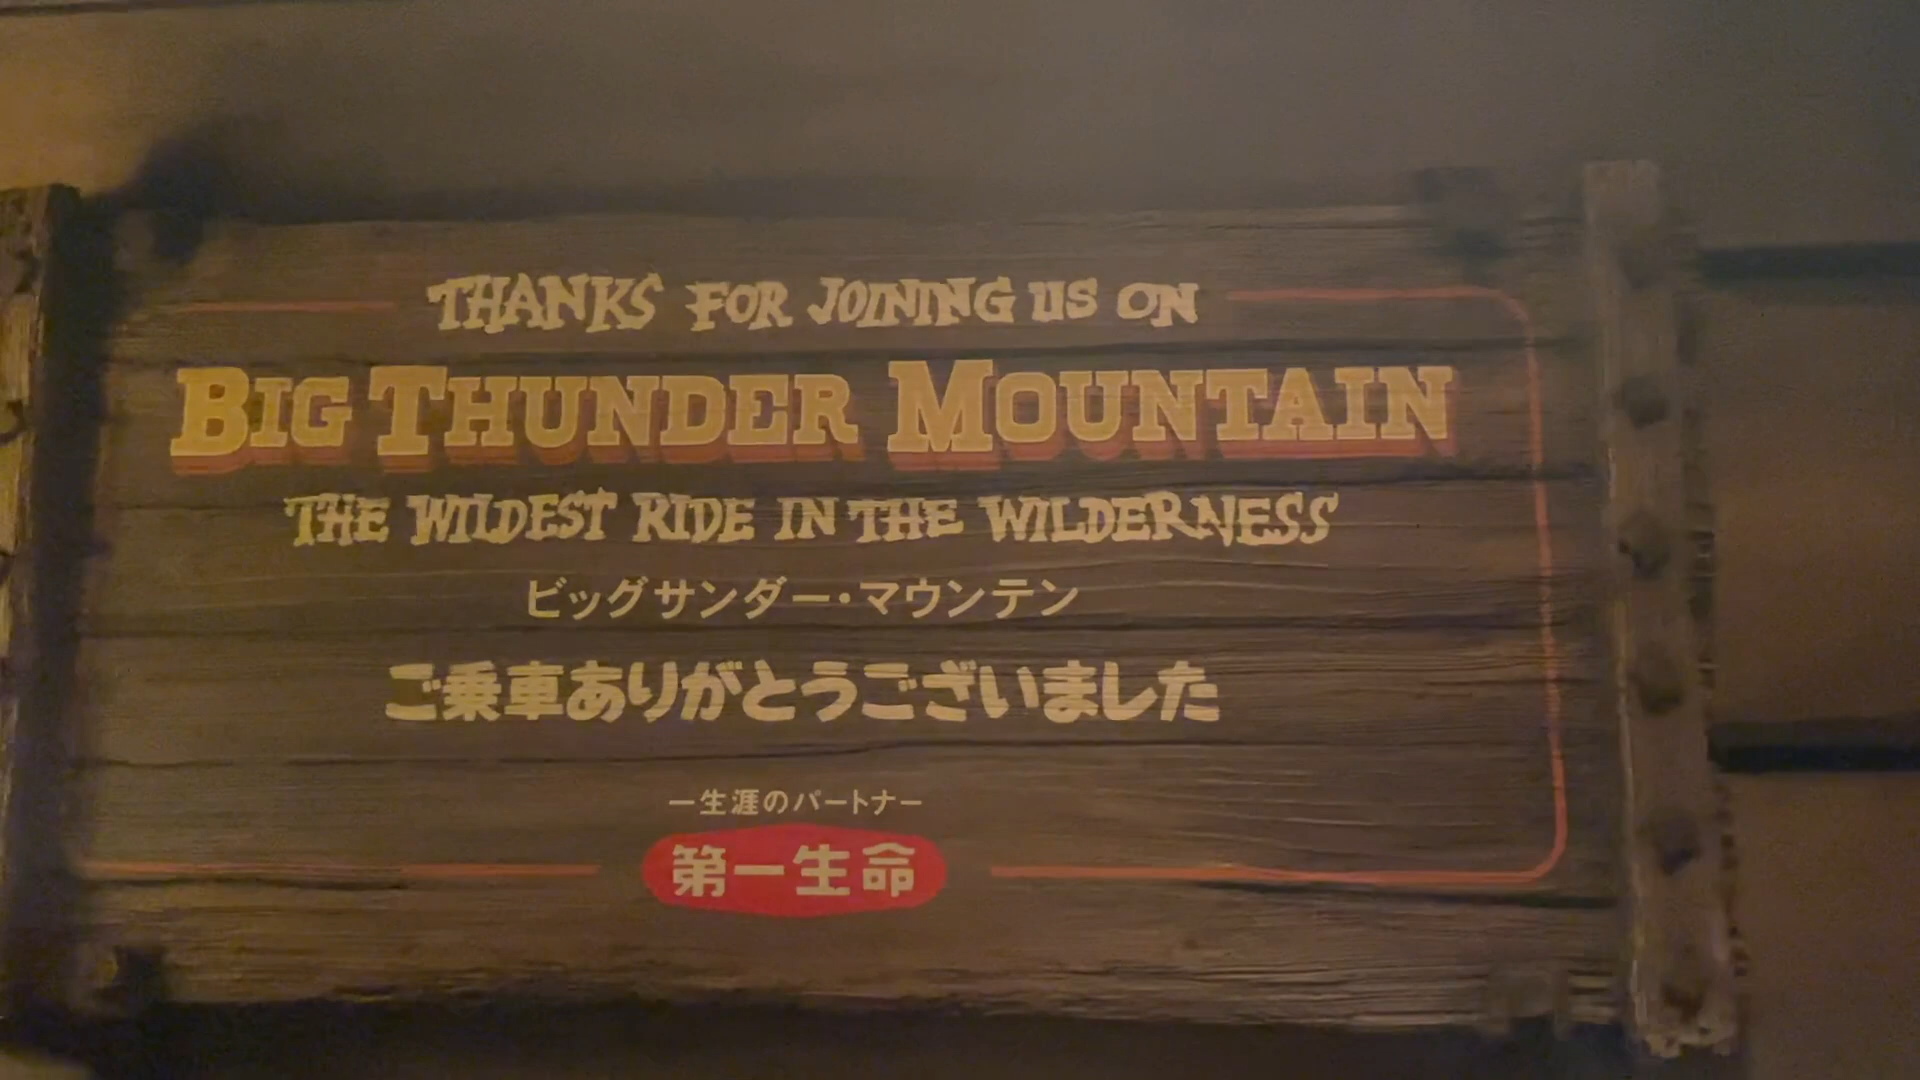 THANKS FOR JOINING US ON
BIG THUNDER MOUNTAIN
THE WILDEST RIDE IN THE WILDERNESS
ビッグサンダー・マウンテン
ご乗車ありがとうございました
ー生涯のパートナー
第一生命